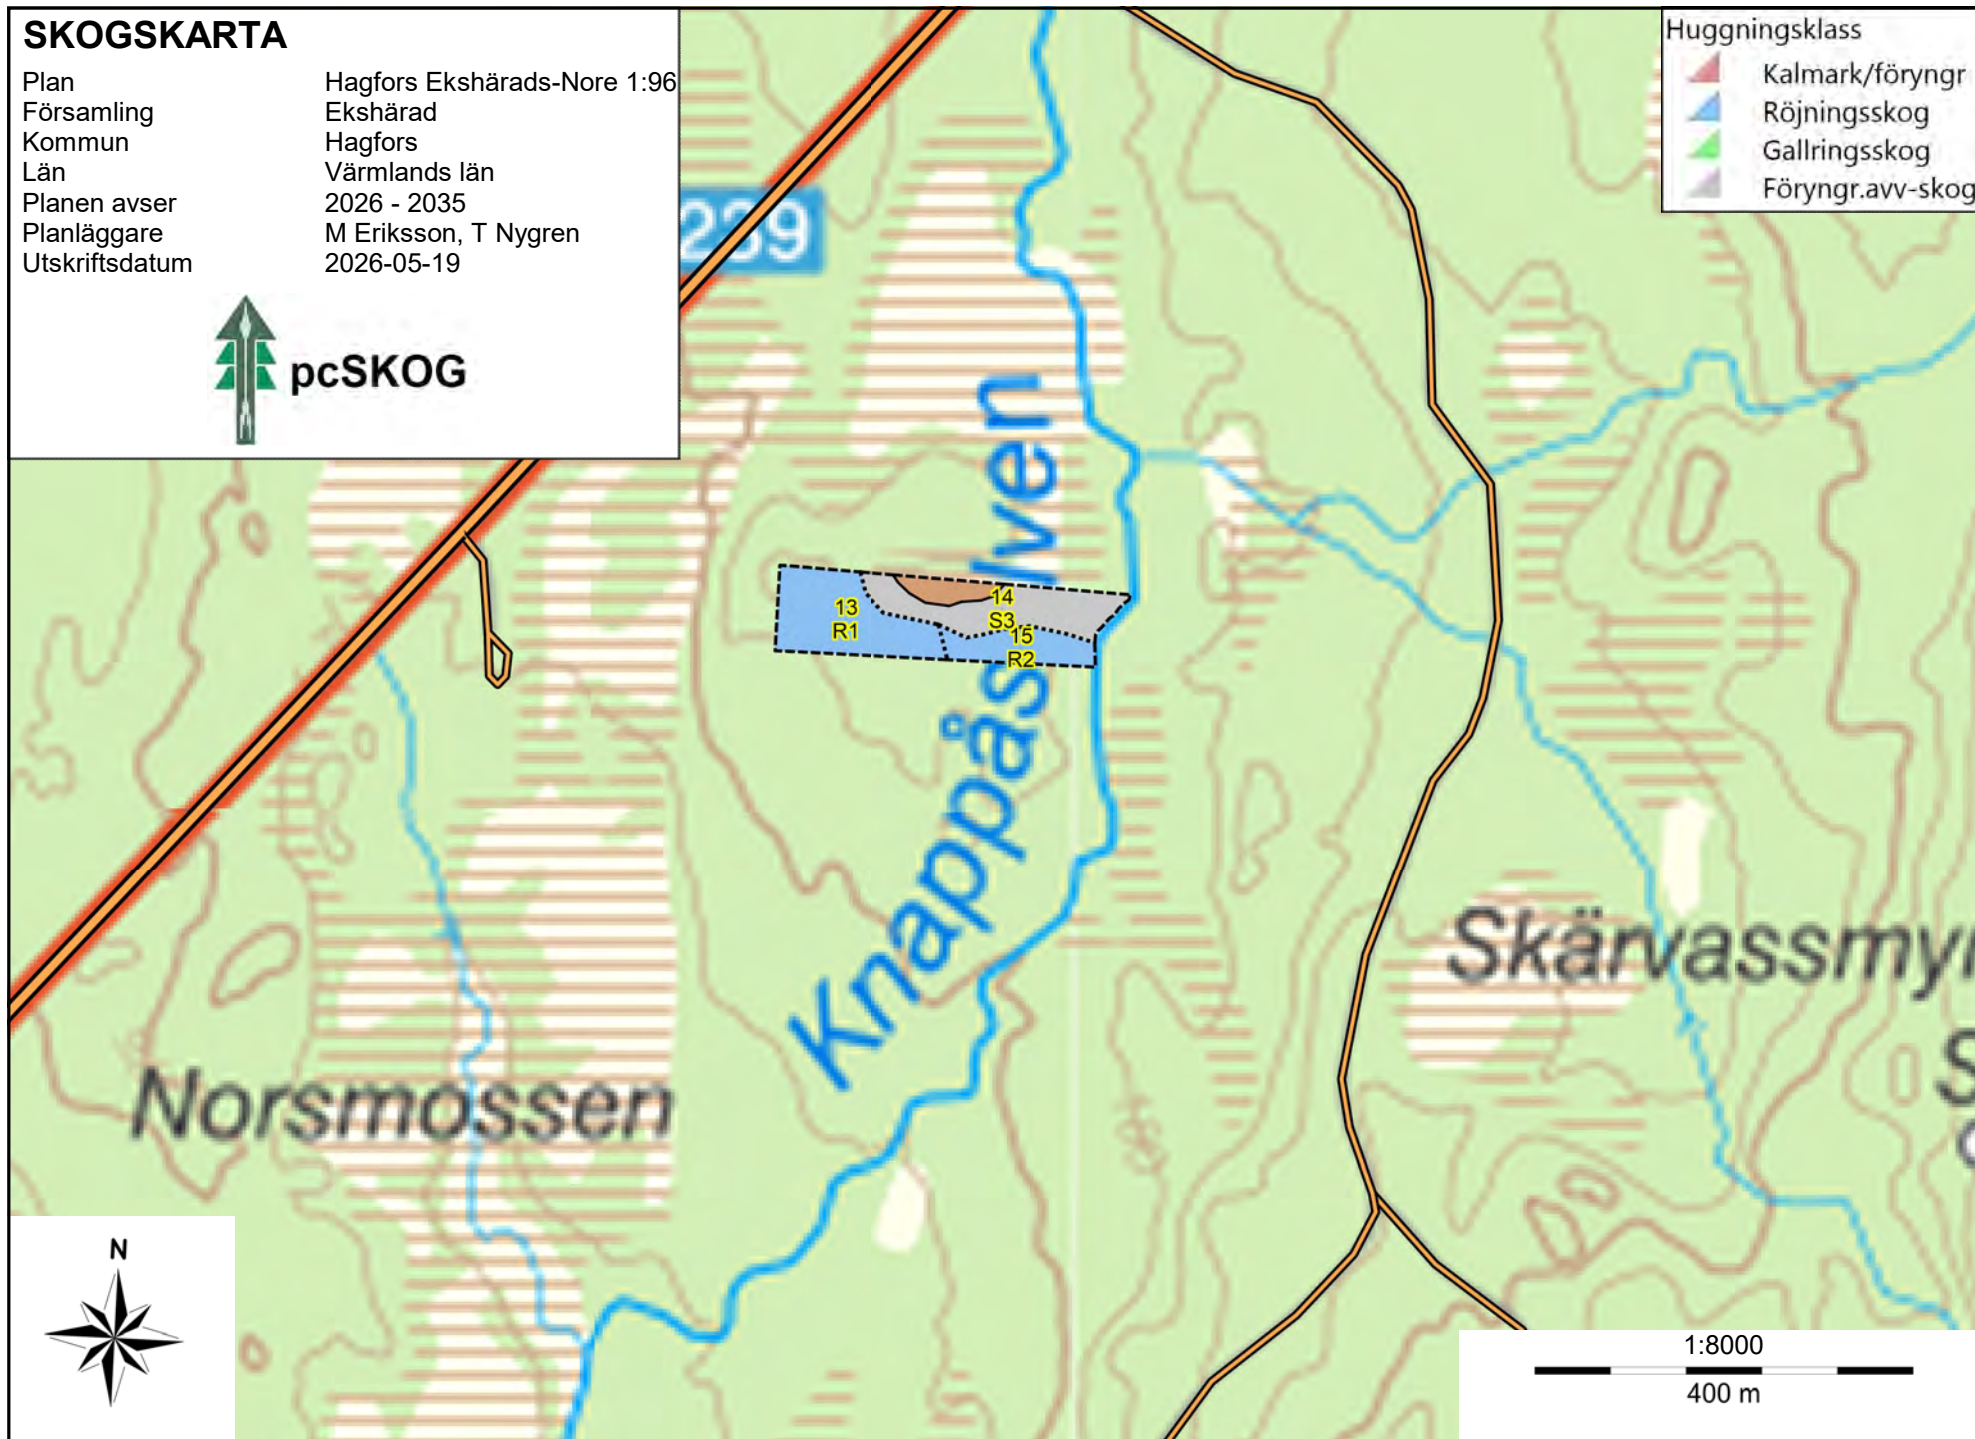 SKOGSKARTA
Plan Hagfors Ekshärads-Nore 1:96
Församling Ekshärad
Kommun Hagfors
Län Värmlands län
Planen avser 2026 - 2035
Planläggare M Eriksson, T Nygren
Utskriftsdatum 2026-05-19
pcSKOG
Huggningsklass
Kalmark/föryngr
Röjningsskog
Gallringsskog
Föryngr.avv-skog
239
13
R1
14
S3
15
R2
Knappås
lven
Skärvassmyr
Norsmossen
S
N
1:8000
400 m